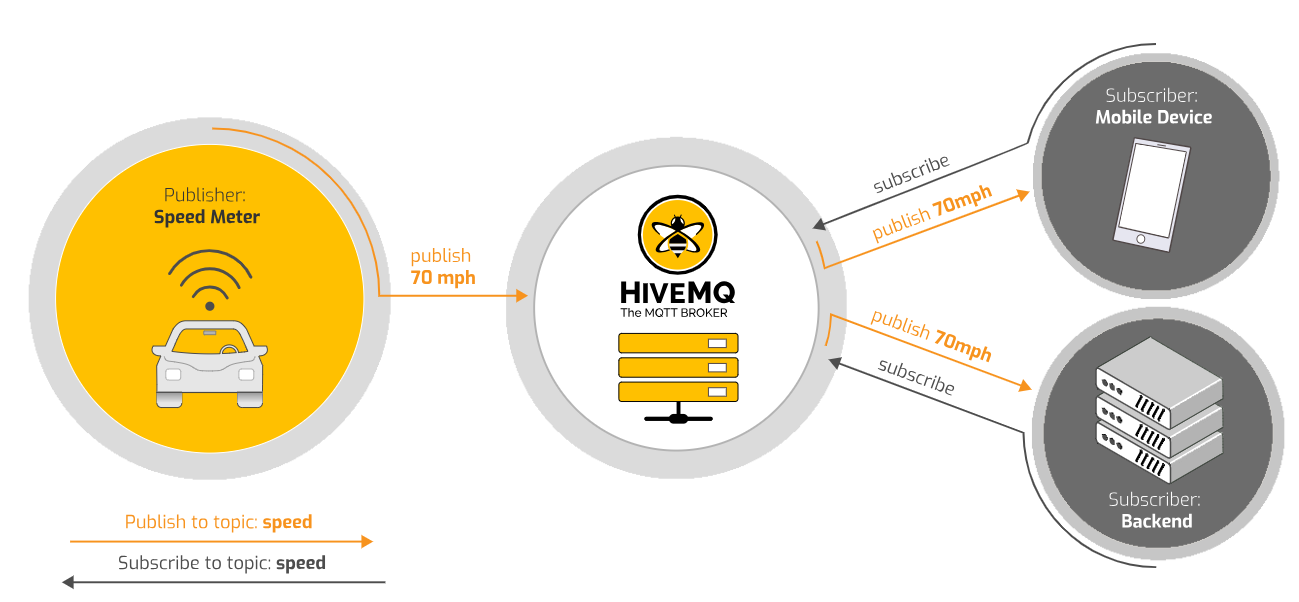 Publisher:
Speed Meter
publish
70 mph
HIVEMQ
The MQTT BROKER
subscribe
publish 70mph
Subscriber:
Mobile Device
publish 70mph
subscribe
Subscriber:
Backend
Publish to topic: speed
Subscribe to topic: speed